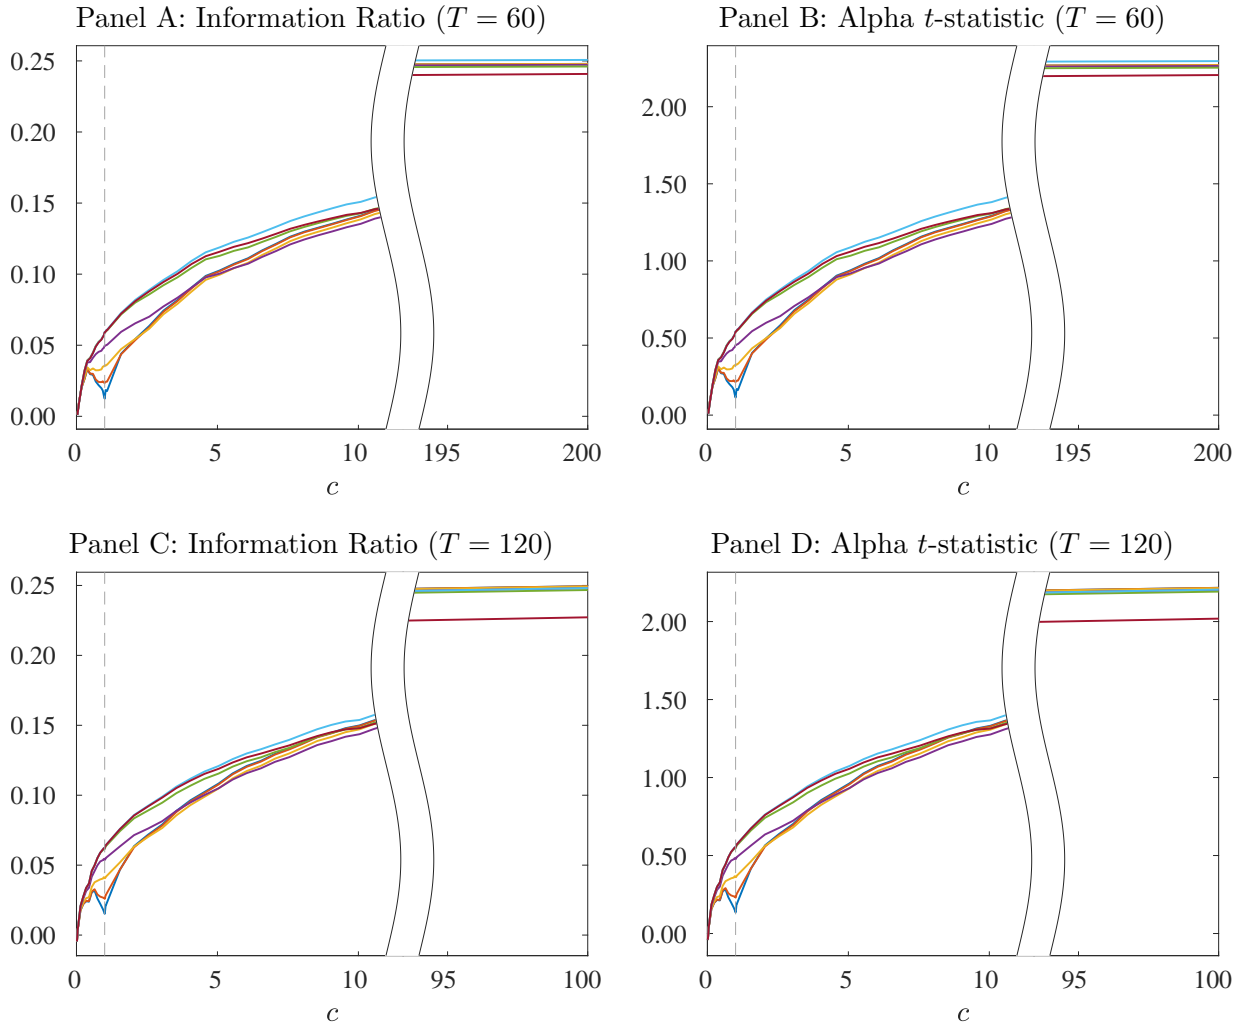 Panel A: Information Ratio (T = 60)
0.25
0.20
0.15
0.10
0.05
0.00
0 5 10 195 200
c
Panel B: Alpha t-statistic (T = 60)
2.00
1.50
1.00
0.50
0.00
0 5 10 195 200
c
Panel C: Information Ratio (T = 120)
0.25
0.20
0.15
0.10
0.05
0.00
0 5 10 95 100
c
Panel D: Alpha t-statistic (T = 120)
2.00
1.50
1.00
0.50
0.00
0 5 10 95 100
c